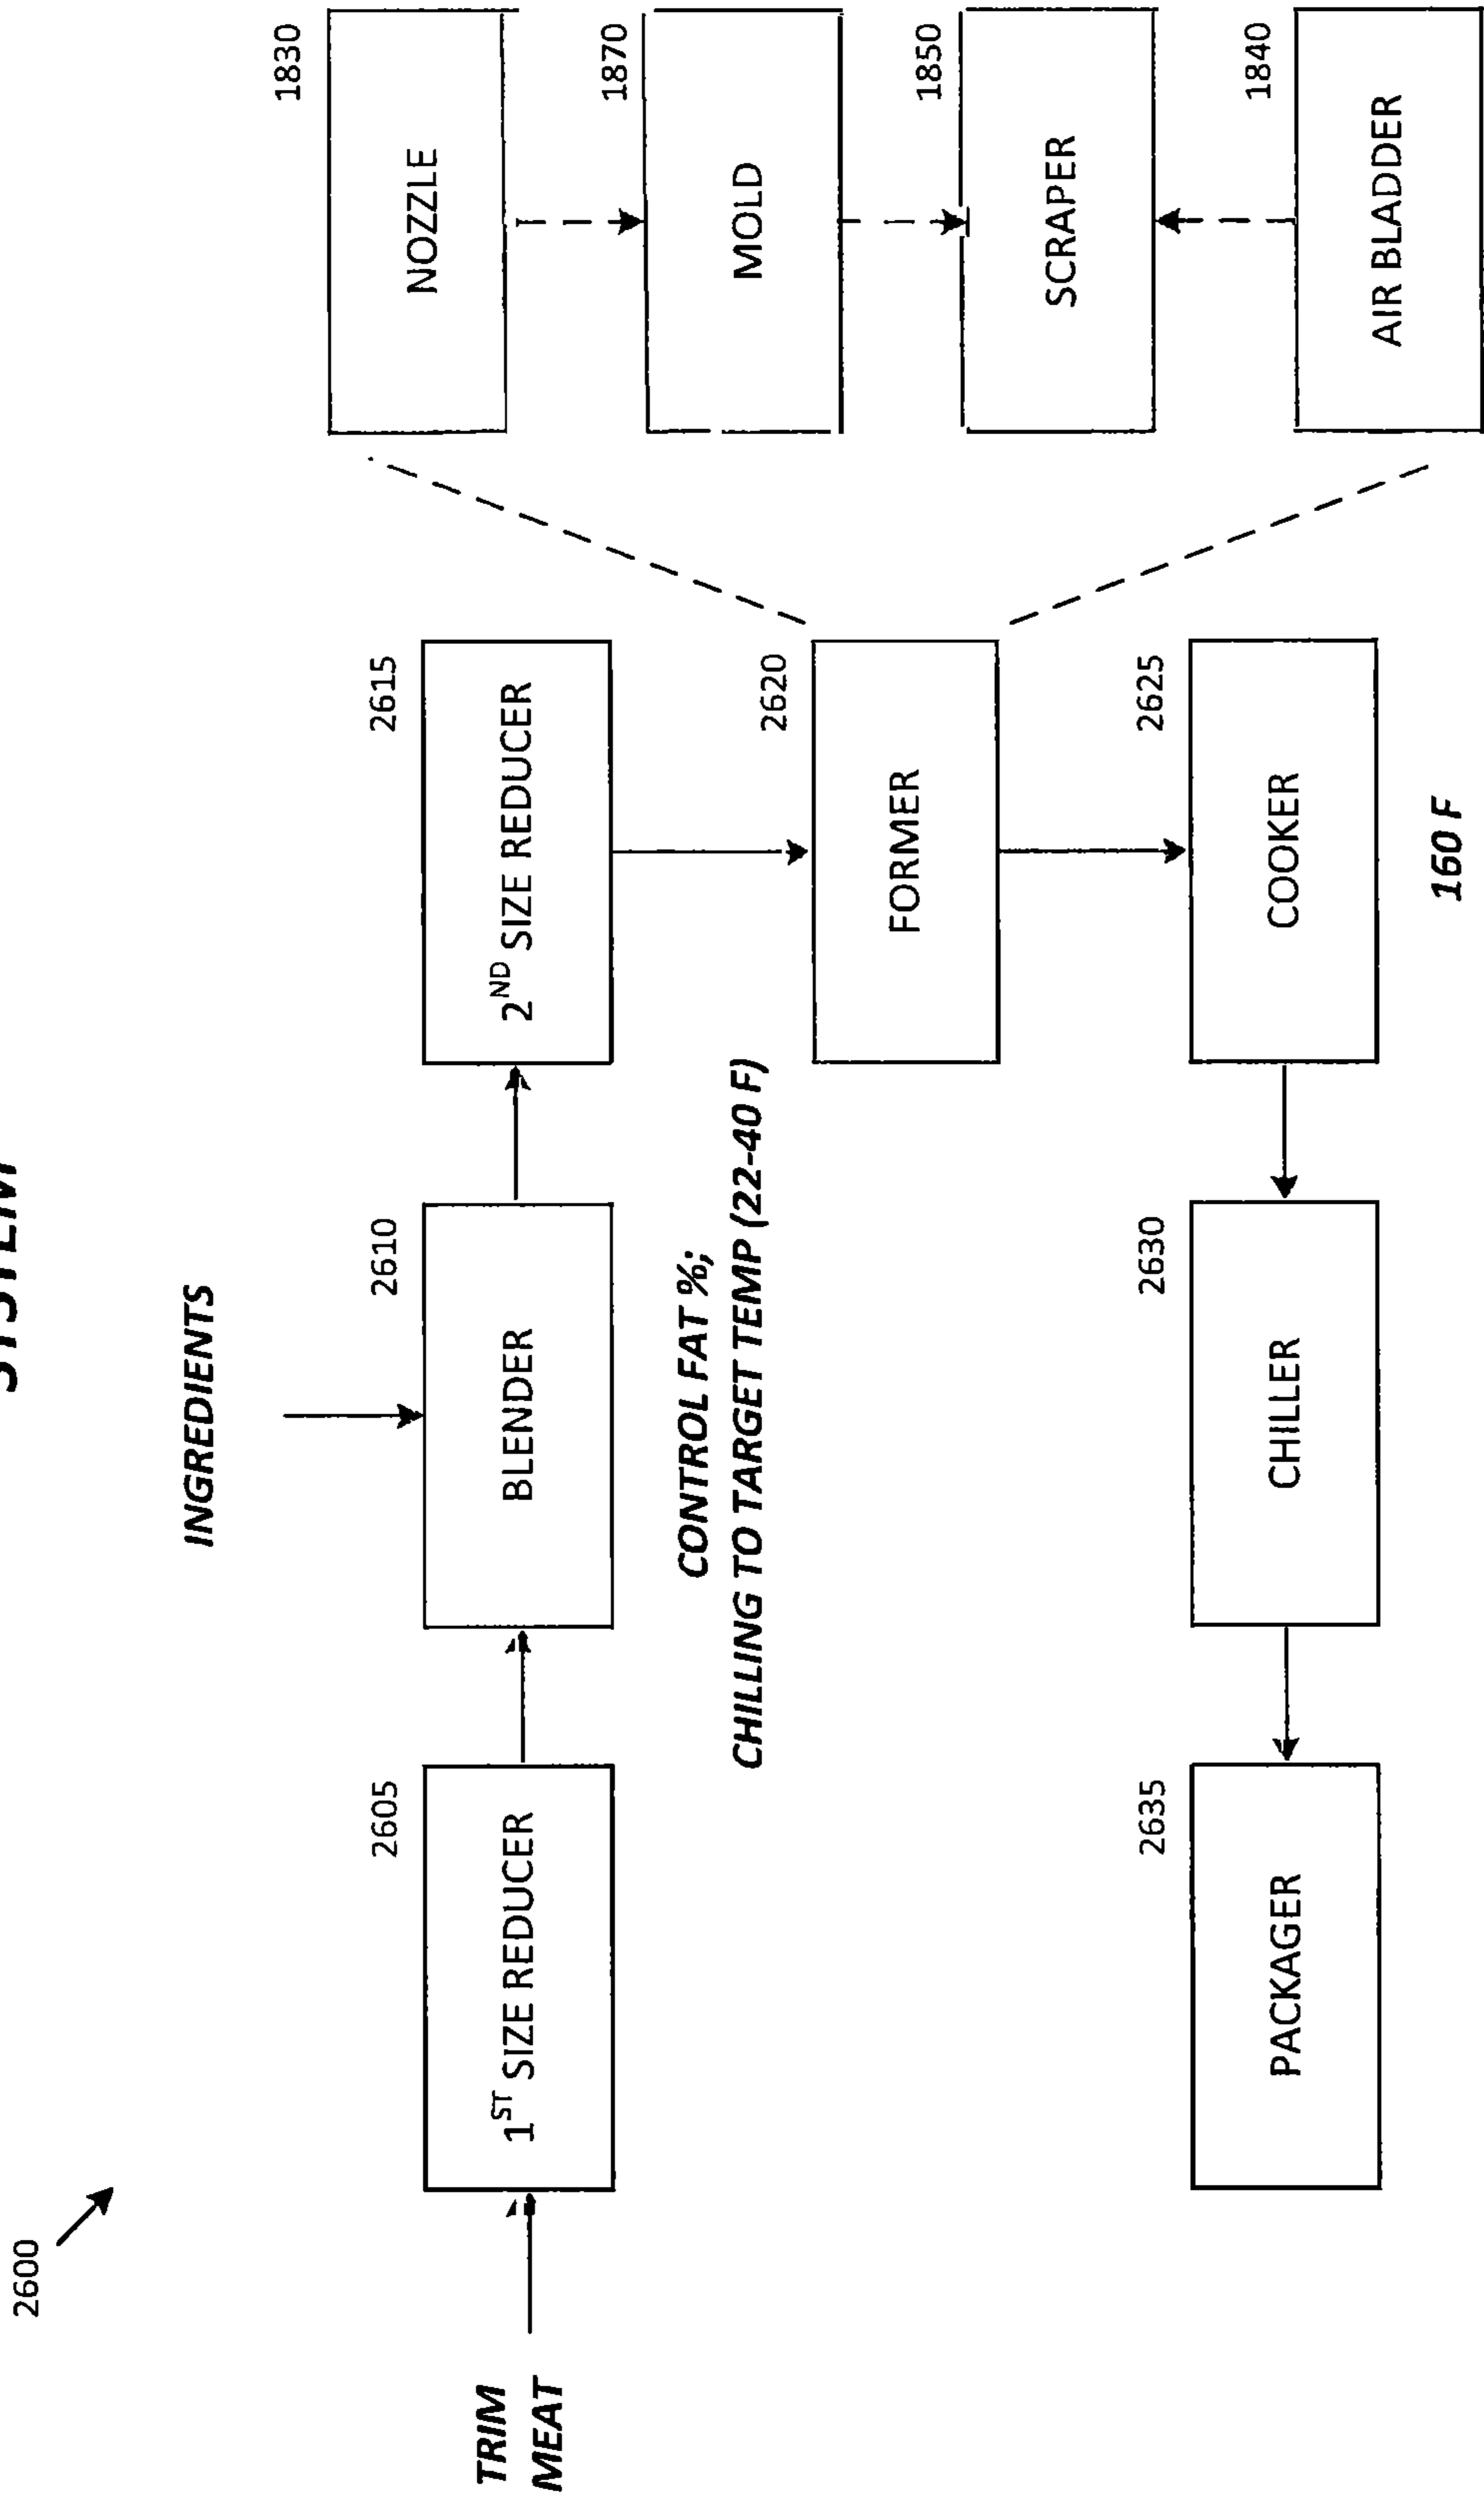 2600
SYSTEM
INGREDIENTS
TRIM
MEAT
2605
1ST SIZE REDUCER
2610
BLENDER
2615
2ND SIZE REDUCER
CONTROL FAT %;
CHILLING TO TARGET TEMP (22-40 F)
2620
FORMER
2635
PACKAGER
2630
CHILLER
2625
COOKER
160 F
1830
NOZZLE
1870
MOLD
1850
SCRAPER
1840
AIR BLADDER